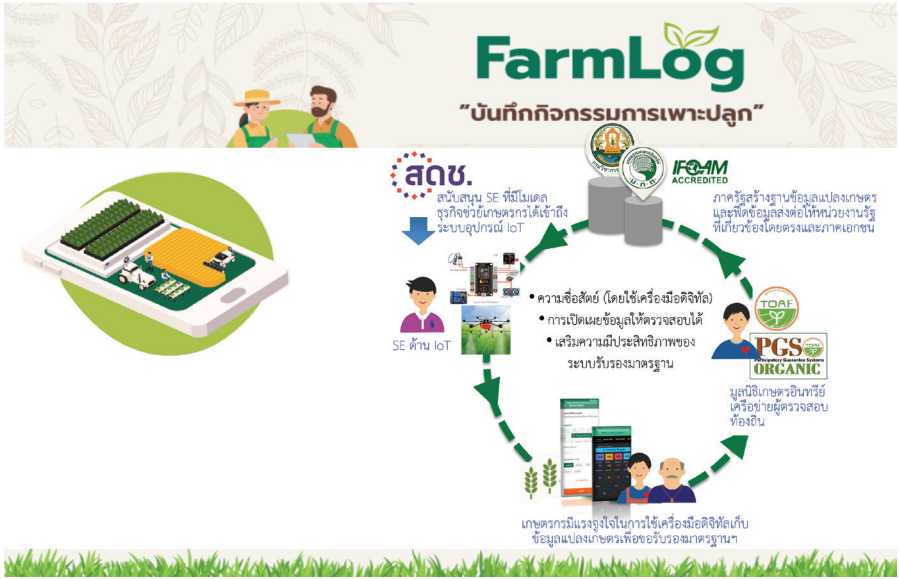 FarmLog
"บันทึกกิจกรรมการเพาะปลูก"
สดช.
สนับสนุน SE ที่มีโมเดล
ธุรกิจช่วยเกษตรกรได้เข้าถึง
ระบบอุปกรณ์ IoT
IFOAM
ACCREDITED
ภาครัฐสร้างฐานข้อมูลแปลงเกษตร
และฟีดข้อมูลส่งต่อให้หน่วยงานรัฐ
ที่เกี่ยวข้องโดยตรงและภาคเอกชน
SE ด้าน IoT
• ความซื่อสัตย์ (โดยใช้เครื่องมือดิจิทัล)
• การเปิดเผยข้อมูลให้ตรวจสอบได้
• เสริมความมีประสิทธิภาพของ
ระบบรับรองมาตรฐาน
TOAF
PGS TOAF
Participatory Guarantee Systems
ORGANIC
มูลนิธิเกษตรอินทรีย์
เครือข่ายผู้ตรวจสอบ
ท้องถิ่น
เกษตรกรมีแรงจูงใจในการใช้เครื่องมือดิจิทัลเก็บ
ข้อมูลแปลงเกษตรเพื่อขอรับรองมาตรฐานฯ